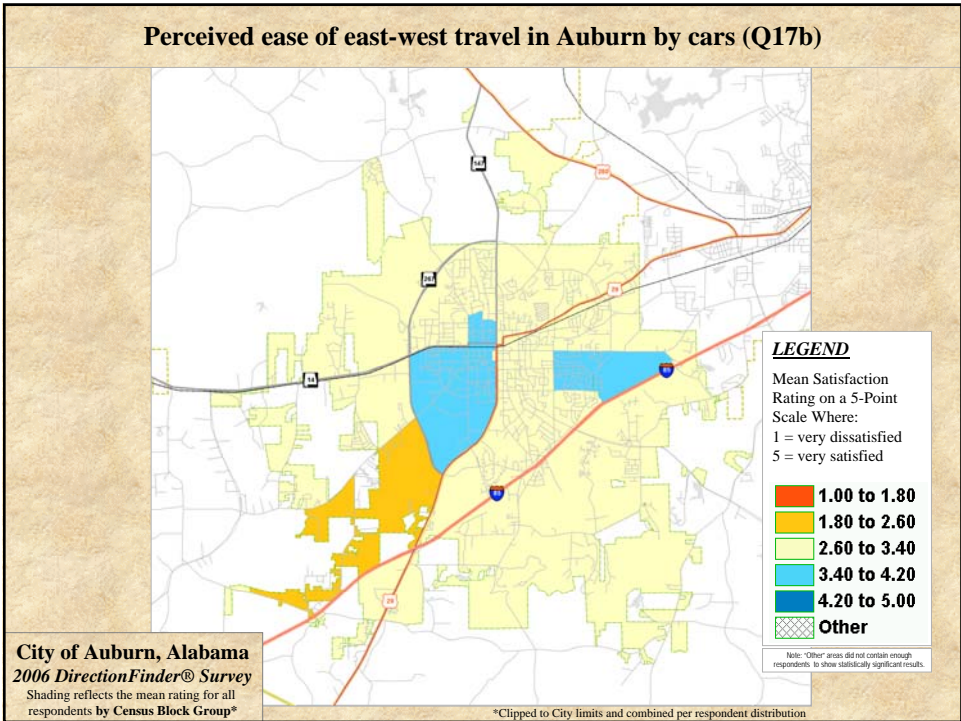 Perceived ease of east-west travel in Auburn by cars (Q17b)
147
280
267
29
14
85
85
29
LEGEND
Mean Satisfaction
Rating on a 5-Point
Scale Where:
1 = very dissatisfied
5 = very satisfied
1.00 to 1.80
1.80 to 2.60
2.60 to 3.40
3.40 to 4.20
4.20 to 5.00
Other
Note: "Other" areas did not contain enough
respondents to show statistically significant results.
City of Auburn, Alabama
2006 DirectionFinder® Survey
Shading reflects the mean rating for all
respondents by Census Block Group*
*Clipped to City limits and combined per respondent distribution